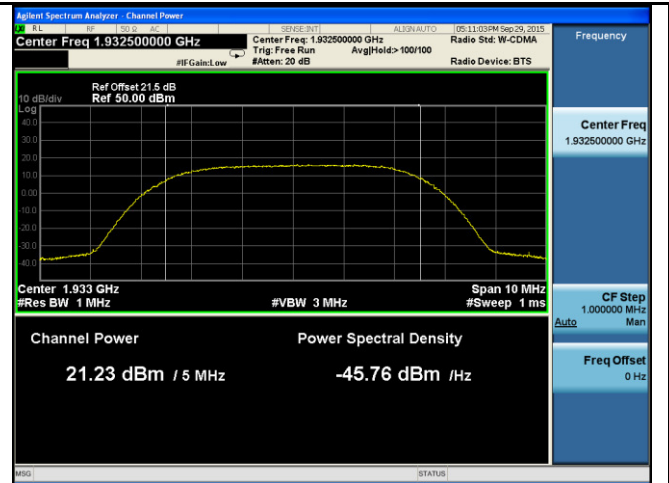 Agilent Spectrum Analyzer - Channel Power
RL RF 50 Ω AC SENSE:INT ALIGN AUTO 05:11:03PM Sep 29, 2015
Center Freq 1.932500000 GHz Center Freq: 1.932500000 GHz Radio Std: W-CDMA Frequency
Trig: Free Run Avg|Hold:> 100/100
#IFGain:Low #Atten: 20 dB Radio Device: BTS
Ref Offset 21.5 dB
10 dB/div Ref 50.00 dBm
Log
40.0
30.0
20.0
10.0
0.00
-10.0
-20.0
-30.0
-40.0
Center Freq
1.932500000 GHz
Center 1.933 GHz Span 10 MHz
#Res BW 1 MHz #VBW 3 MHz #Sweep 1 ms
CF Step
1.000000 MHz
Auto Man
Channel Power Power Spectral Density
21.23 dBm / 5 MHz -45.76 dBm /Hz
Freq Offset
0 Hz
MSG STATUS